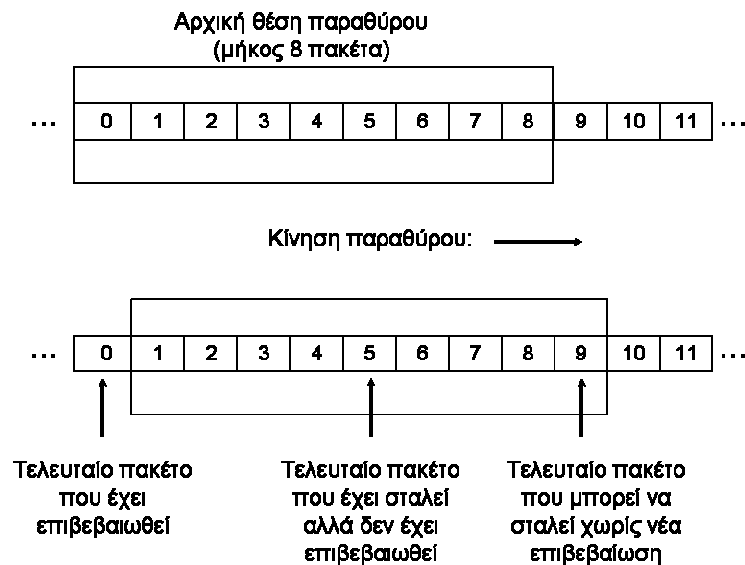 Αρχική θέση παραθύρου
(μήκος 8 πακέτα)
... 0 1 2 3 4 5 6 7 8 9 10 11 ...
Κίνηση παραθύρου:
... 0 1 2 3 4 5 6 7 8 9 10 11 ...
Τελευταίο πακέτο
που έχει
επιβεβαιωθεί
Τελευταίο πακέτο
που έχει σταλεί
αλλά δεν έχει
επιβεβαιωθεί
Τελευταίο πακέτο
που μπορεί να
σταλεί χωρίς νέα
επιβεβαίωση